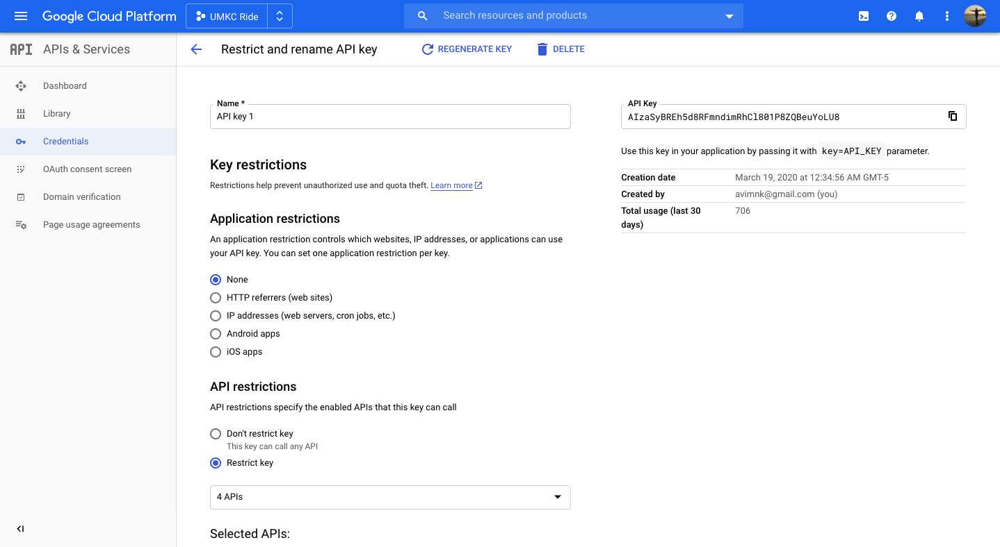 Google Cloud Platform
UMKC Ride
Search resources and products
API APIs & Services
Restrict and rename API key
REGENERATE KEY
DELETE
Dashboard
Library
Credentials
OAuth consent screen
Domain verification
Page usage agreements
Name *
API key 1
Key restrictions
Restrictions help prevent unauthorized use and quota theft. Learn more
Application restrictions
An application restriction controls which websites, IP addresses, or applications can use
your API key. You can set one application restriction per key.
None
HTTP referrers (web sites)
IP addresses (web servers, cron jobs, etc.)
Android apps
iOS apps
API restrictions
API restrictions specify the enabled APIs that this key can call
Don't restrict key
This key can call any API
Restrict key
4 APIs
Selected APIs:
API Key
AIzaSyBREh5d8RFmndimRhCl801P8ZQBeuYoLU8
Use this key in your application by passing it with key=API_KEY parameter.
Creation date March 19, 2020 at 12:34:56 AM GMT-5
Created by avimnk@gmail.com (you)
Total usage (last 30 706
days)